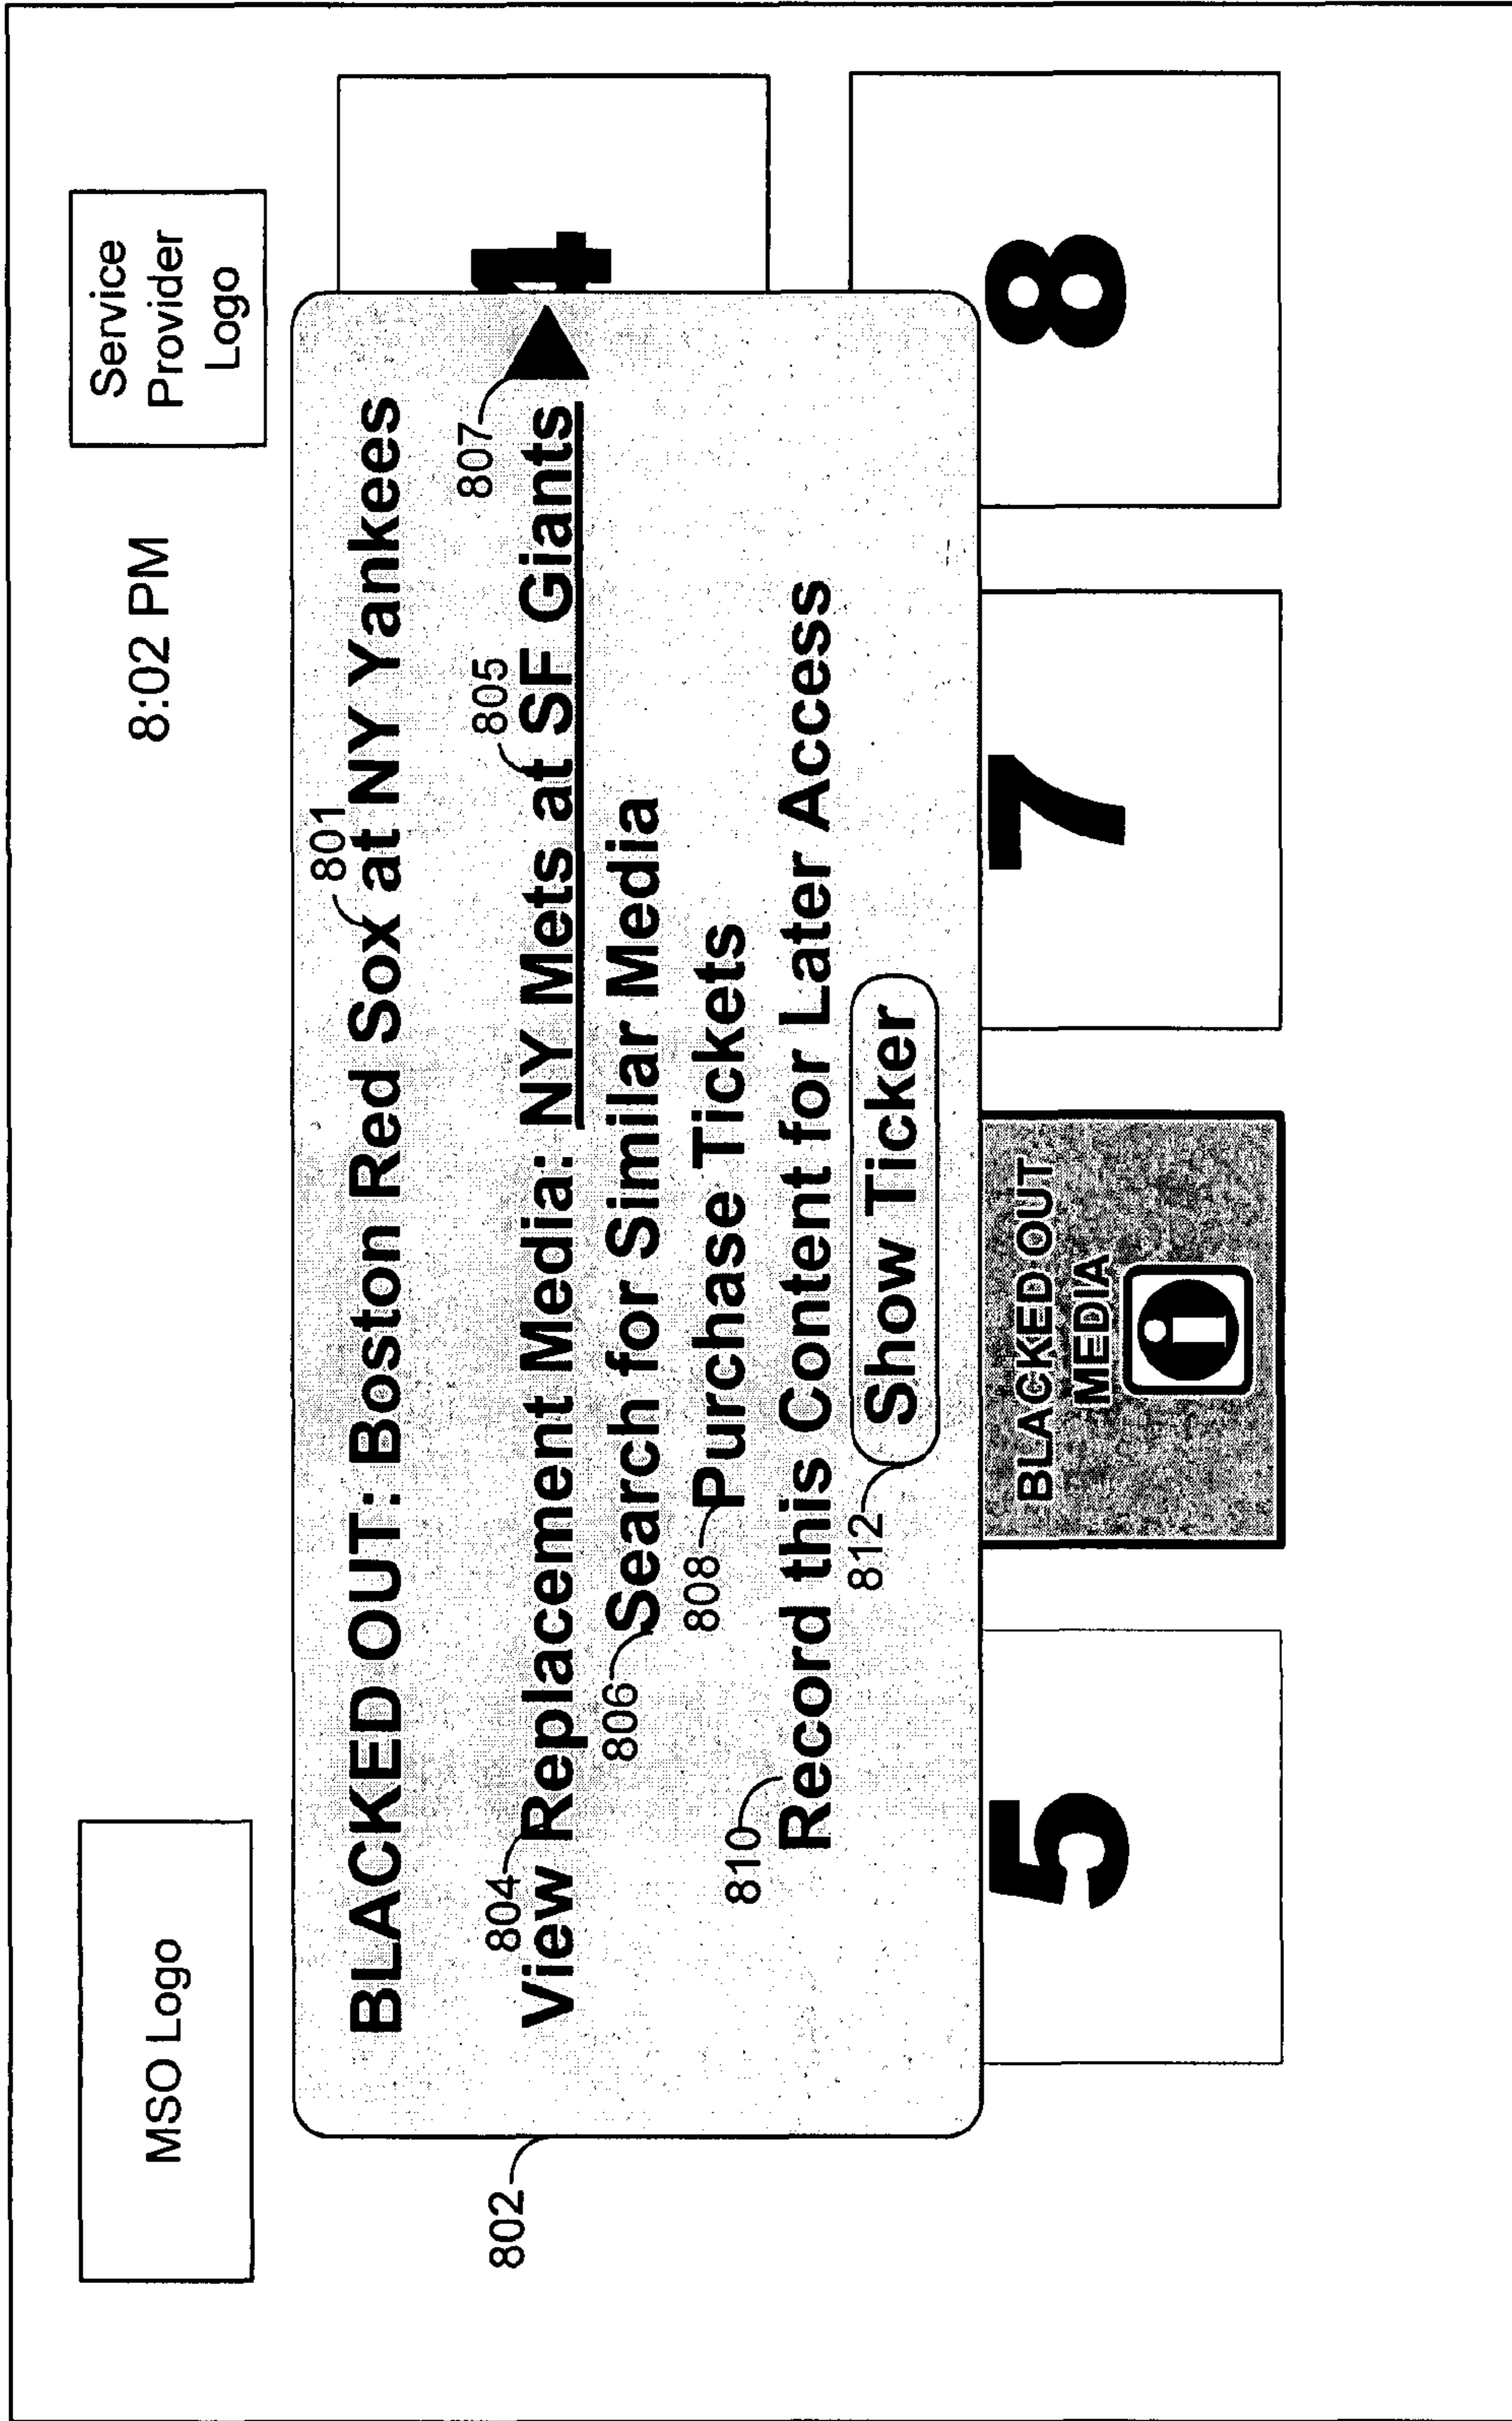 MSO Logo
8:02 PM
Service
Provider
Logo
801
BLACKED OUT: Boston Red Sox at NY Yankees
802
804
805
807
View Replacement Media: NY Mets at SF Giants
806
Search for Similar Media
808
Purchase Tickets
810
Record this Content for Later Access
812
Show Ticker
5
BLACKED OUT
MEDIA
i
7
8